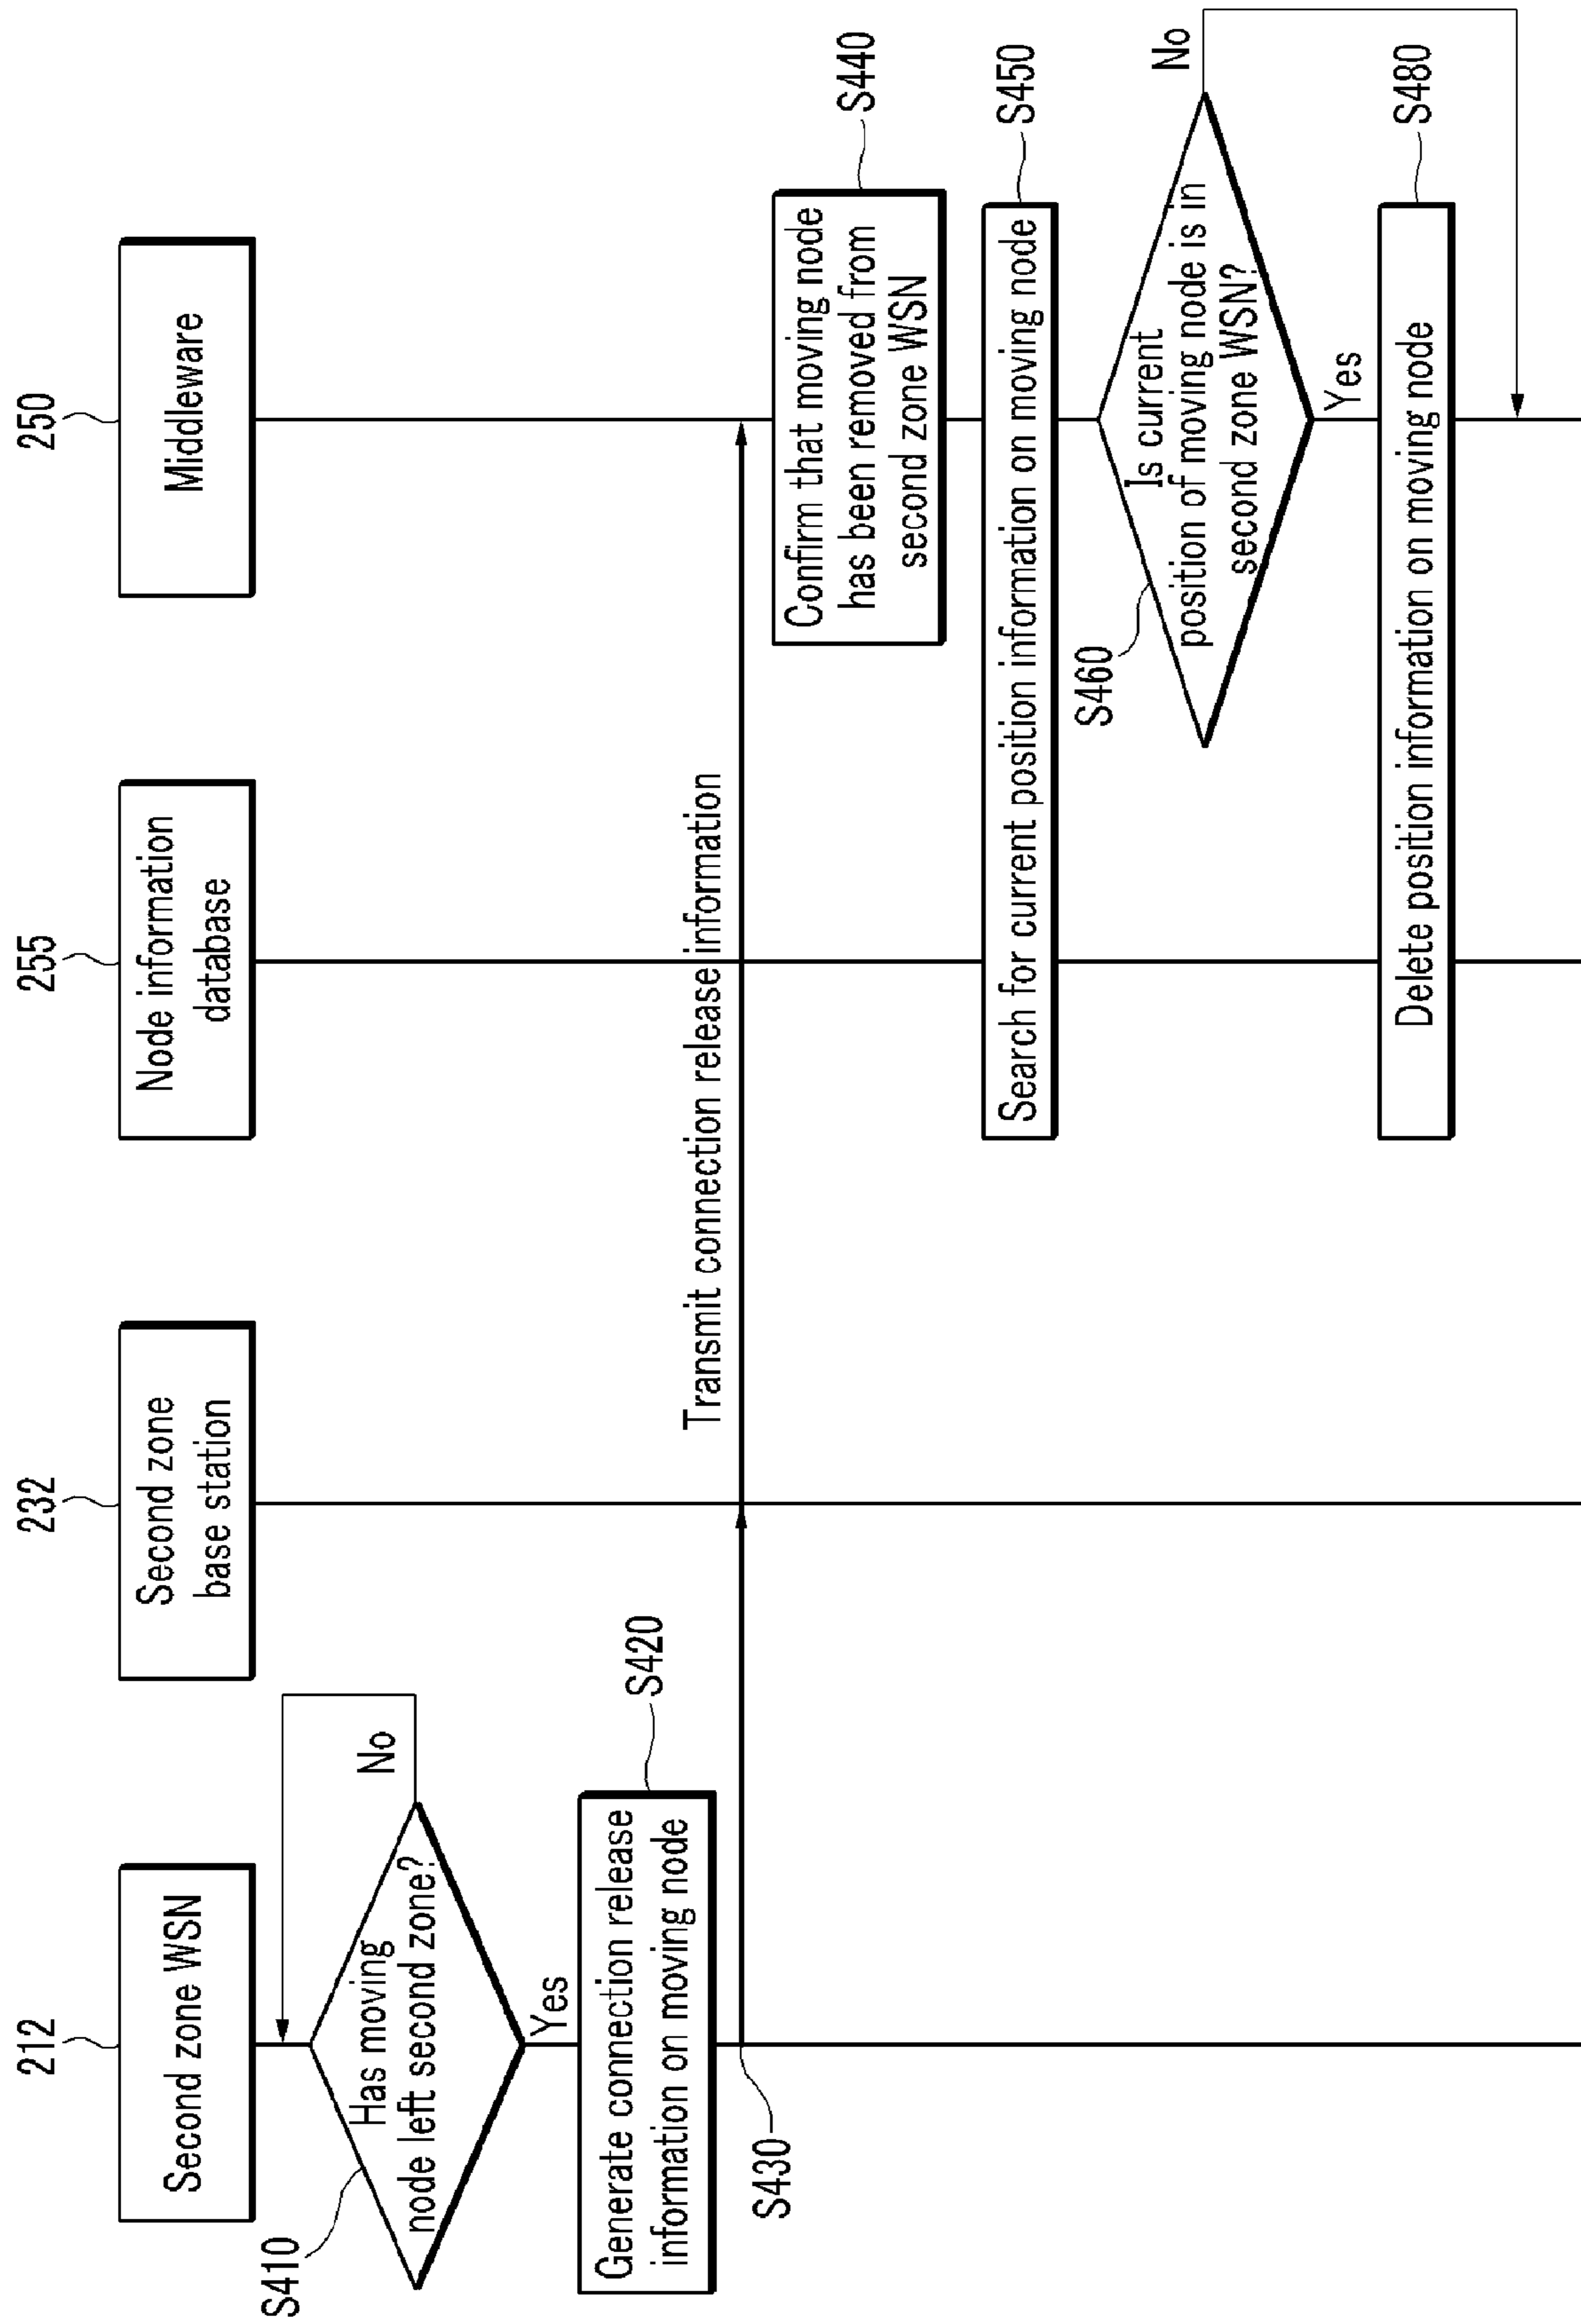 212
232
255
250
Second zone WSN
Second zone
base station
Node information
database
Middleware
S410
Has moving
node left second zone?
No
Yes
Generate connection release
information on moving node
S420
S430
Transmit connection release information
Confirm that moving node
has been removed from
second zone WSN
S440
Search for current position information on moving node
S450
S460
Is current
position of moving node is in
second zone WSN?
No
Yes
Delete position information on moving node
S480